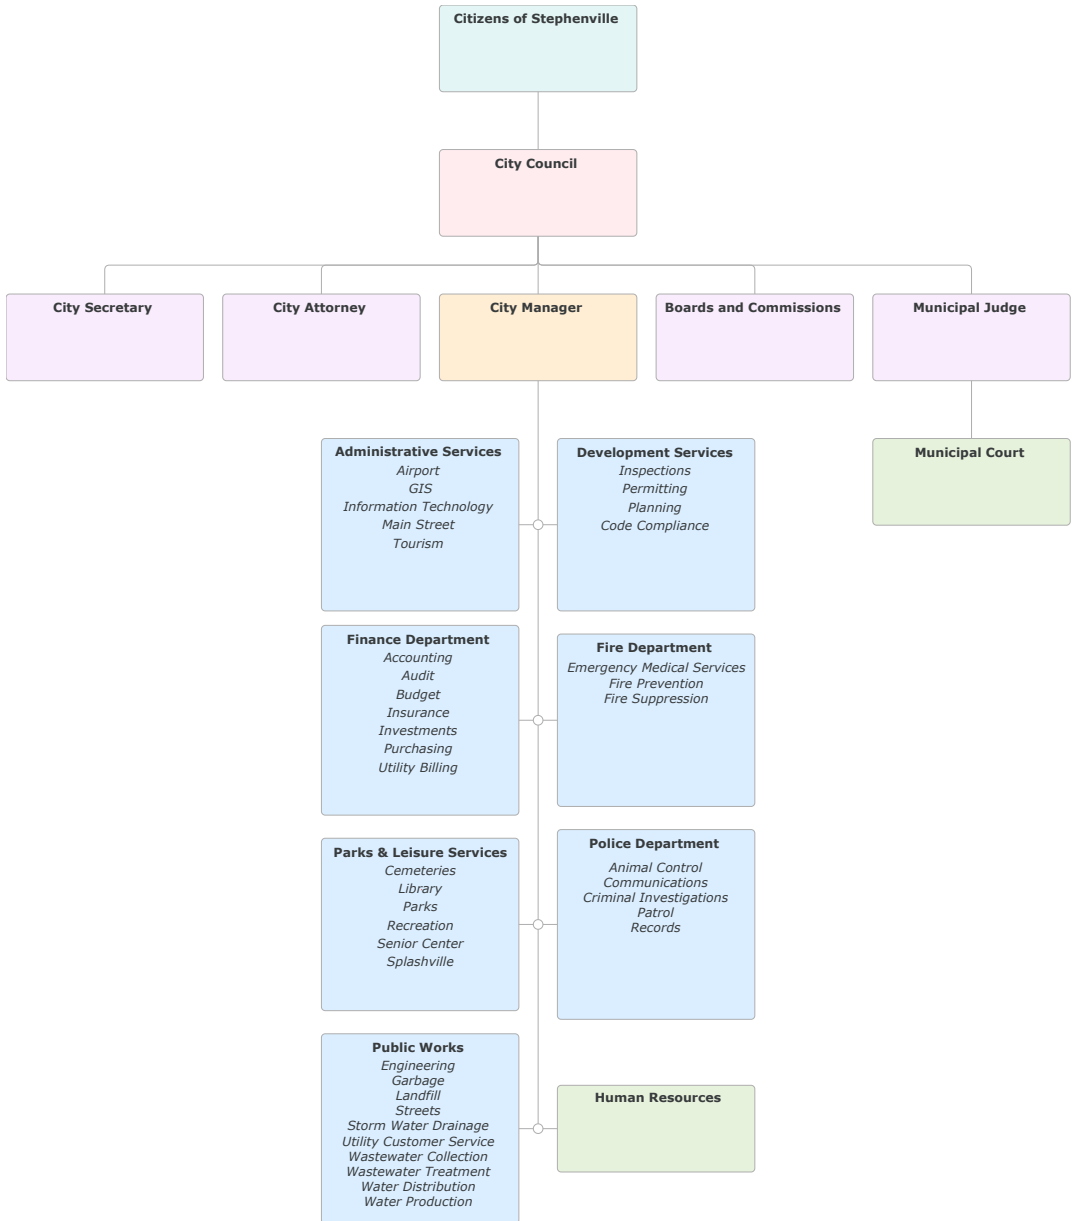 Citizens of Stephenville
City Council
City Secretary
City Attorney
City Manager
Boards and Commissions
Municipal Judge
Administrative Services
Airport
GIS
Information Technology
Main Street
Tourism
Development Services
Inspections
Permitting
Planning
Code Compliance
Municipal Court
Finance Department
Accounting
Audit
Budget
Insurance
Investments
Purchasing
Utility Billing
Fire Department
Emergency Medical Services
Fire Prevention
Fire Suppression
Parks & Leisure Services
Cemeteries
Library
Parks
Recreation
Senior Center
Splashville
Police Department
Animal Control
Communications
Criminal Investigations
Patrol
Records
Public Works
Engineering
Garbage
Landfill
Streets
Storm Water Drainage
Utility Customer Service
Wastewater Collection
Wastewater Treatment
Water Distribution
Water Production
Human Resources